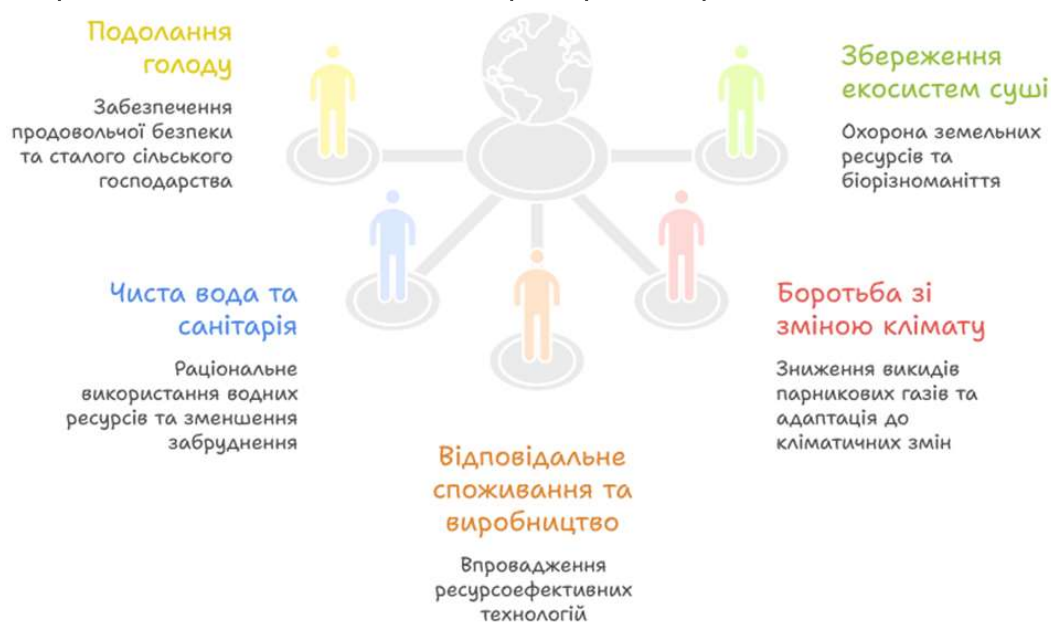 Подолання
голоду
Забезпечення
продовольчої безпеки
та сталого сільського
господарства
Збереження
екосистем суші
Охорона земельних
ресурсів та
біорізноманіття
Чиста вода та
санітарія
Раціональне
використання водних
ресурсів та зменшення
забруднення
Боротьба зі
зміною клімату
Зниження викидів
парникових газів та
адаптація до
кліматичних змін
Відповідальне
споживання та
виробництво
Впровадження
ресурсоефективних
технологій